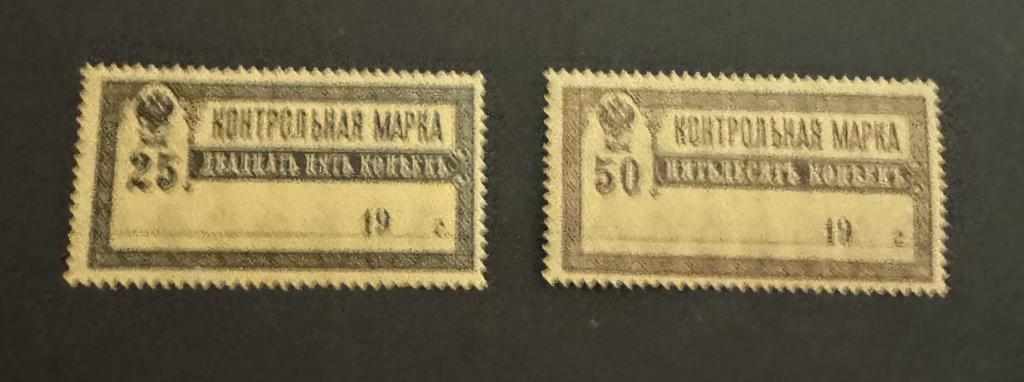 КОНТРОЛЬНАЯ МАРКА
25
ДВАДЦАТЬ ПЯТЬ КОПѢЕКЪ
19 г.
КОНТРОЛЬНАЯ МАРКА
50
ПЯТЬДЕСЯТЪ КОПѢЕКЪ
19 г